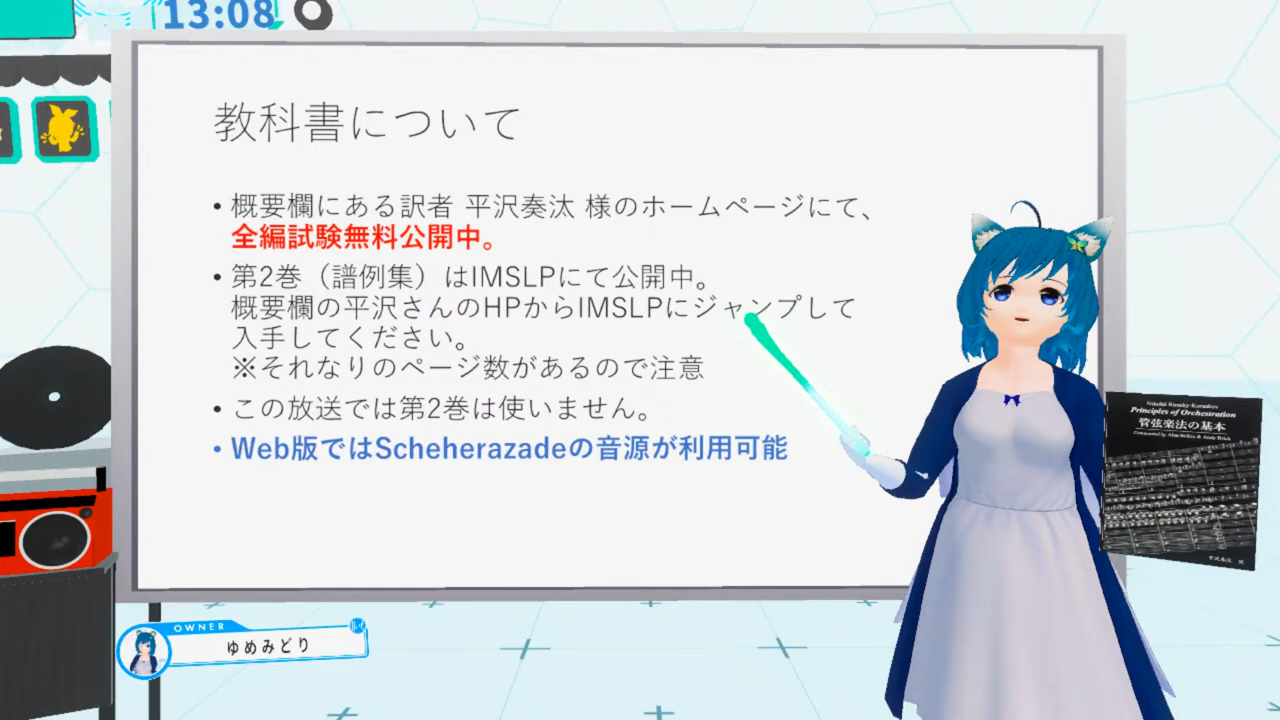 13:08
教科書について
• 概要欄にある訳者 平沢奏汰 様のホームページにて、
全編試験無料公開中。
• 第2巻（譜例集）はIMSLPにて公開中。
概要欄の平沢さんのHPからIMSLPにジャンプして
入手してください。
※それなりのページ数があるので注意
• この放送では第2巻は使いません。
• Web版ではScheherazadeの音源が利用可能
Nikolai Rimsky-Korsakov
Principles of Orchestration
管弦楽法の基本
OWNER
ゆめみどり